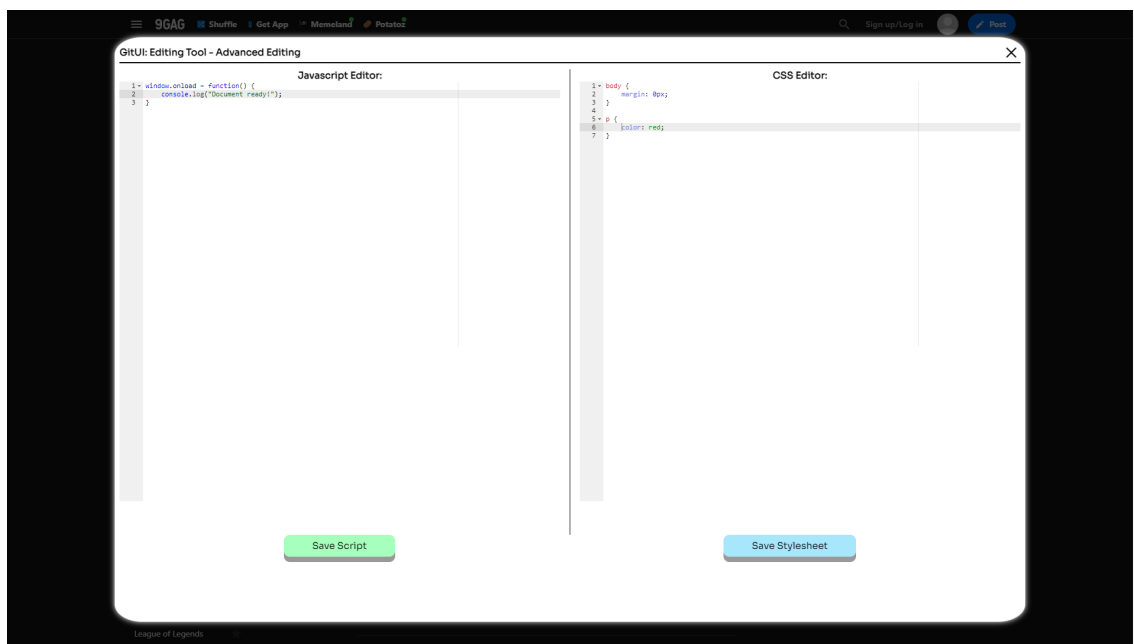 9GAG Shuffle Get App Memeland Potatoz Sign up/Log in Post
GitUI: Editing Tool - Advanced Editing
Javascript Editor:
1 window.onload = function() {
2 console.log("Document ready!");
3 }
CSS Editor:
1 body {
2 margin: 0px;
3 }
4
5 p {
6 color: red;
7 }
Save Script
Save Stylesheet
League of Legends